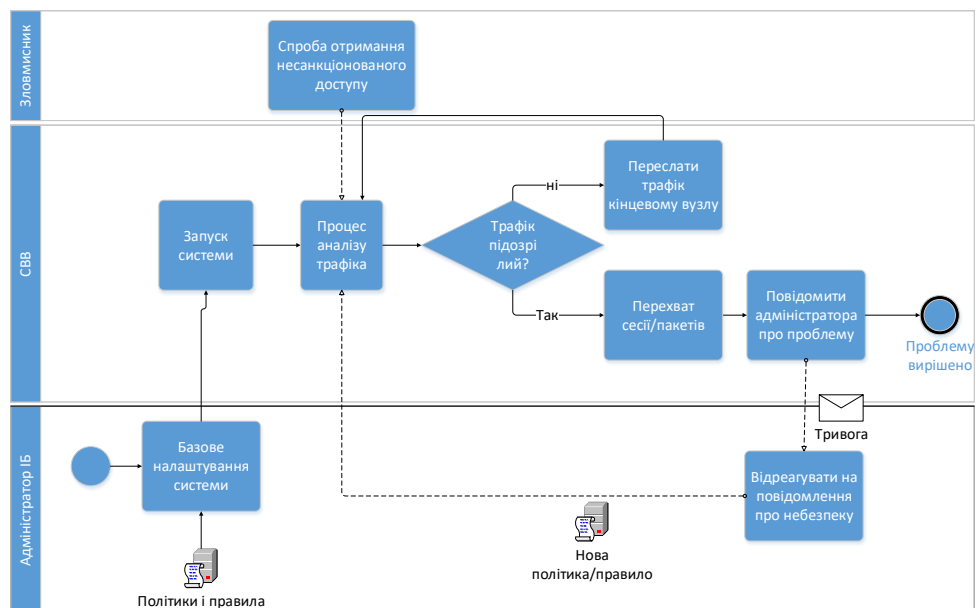 Зловмисник
Спроба отримання
несанкціонованого
доступу
СВВ
Запуск
системи
Процес
аналізу
трафіка
Трафік
підозрі
лий?
ні
Переслати
трафік
кінцевому вузлу
Так
Перехват
сесії/пакетів
Повідомити
адміністратора
про проблему
Проблему
вирішено
Адміністратор ІБ
Базове
налаштування
системи
Політики і правила
Тривога
Відреагувати на
повідомлення
про небезпеку
Нова
політика/правило